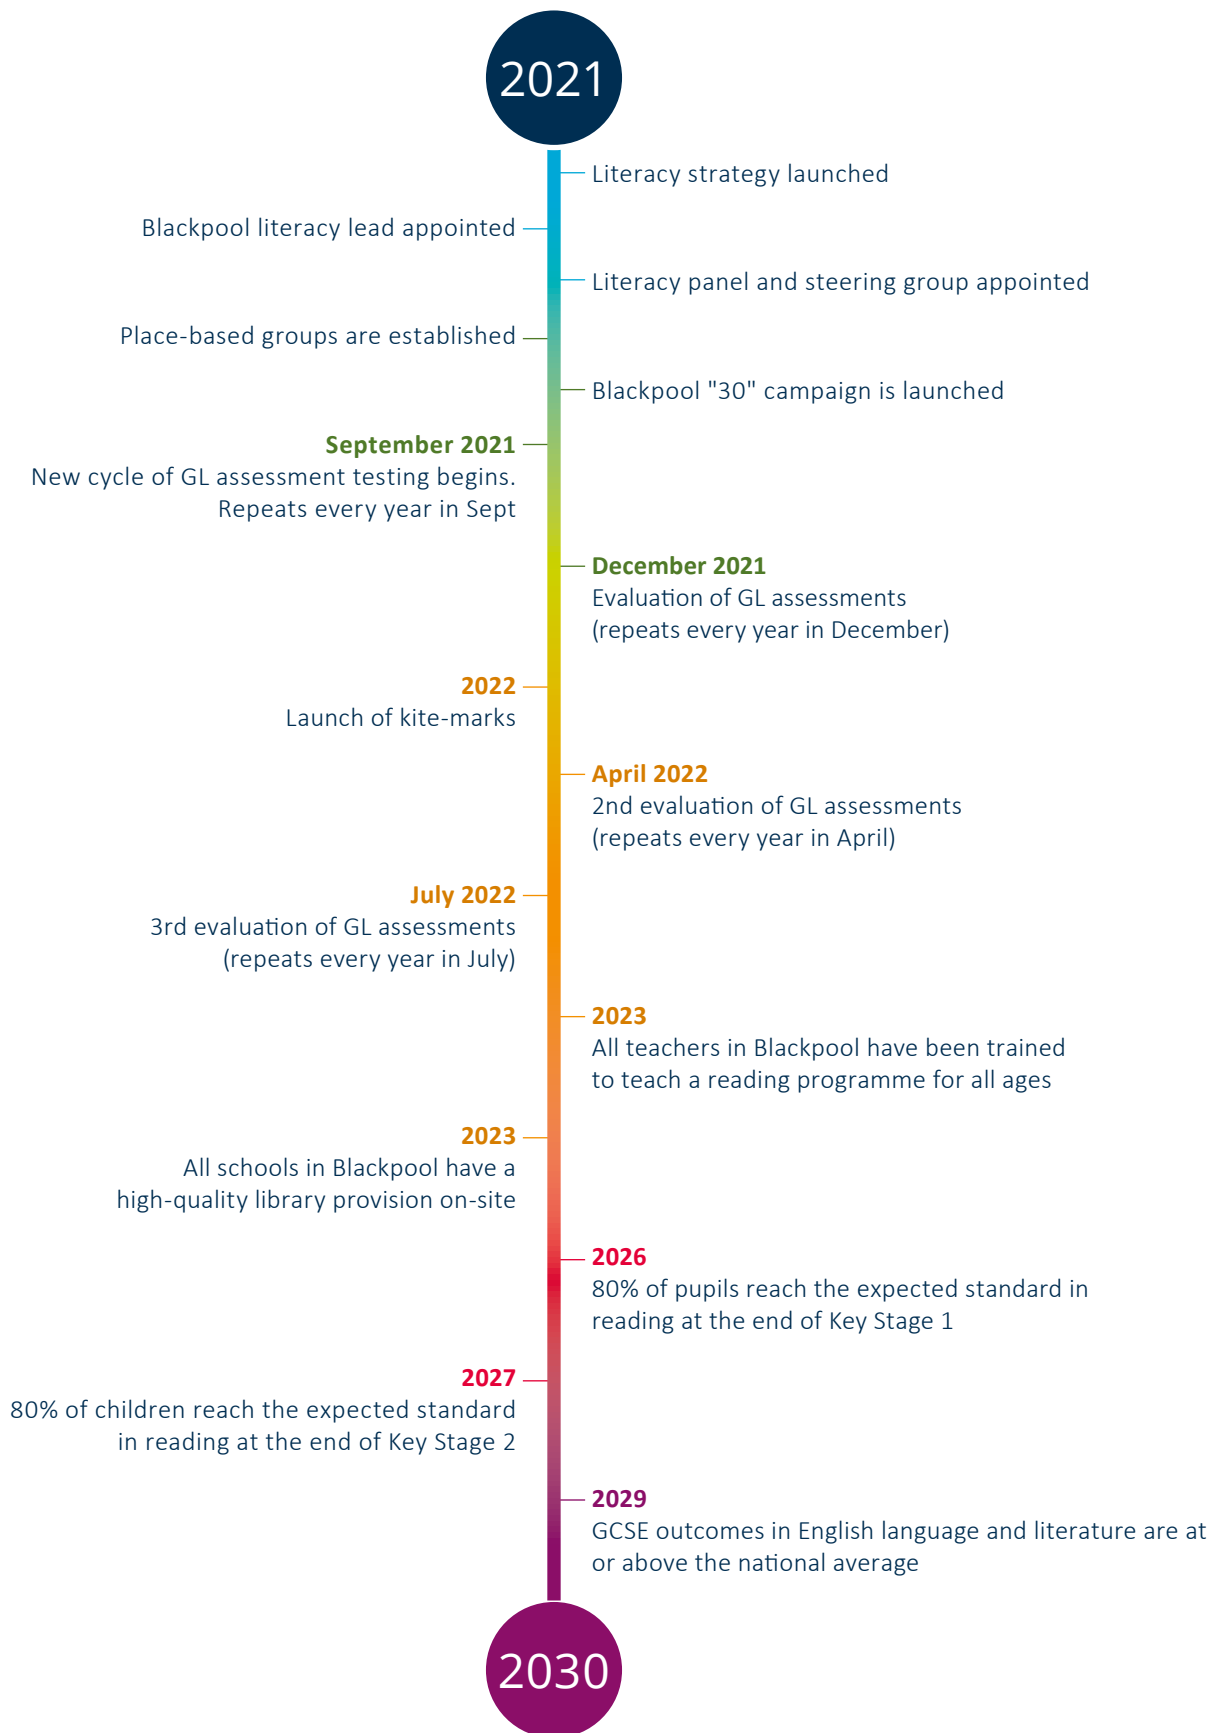 2021
Literacy strategy launched
Blackpool literacy lead appointed
Literacy panel and steering group appointed
Place-based groups are established
Blackpool "30" campaign is launched
September 2021
New cycle of GL assessment testing begins.
Repeats every year in Sept
December 2021
Evaluation of GL assessments
(repeats every year in December)
2022
Launch of kite-marks
April 2022
2nd evaluation of GL assessments
(repeats every year in April)
July 2022
3rd evaluation of GL assessments
(repeats every year in July)
2023
All teachers in Blackpool have been trained
to teach a reading programme for all ages
2023
All schools in Blackpool have a
high-quality library provision on-site
2026
80% of pupils reach the expected standard in
reading at the end of Key Stage 1
2027
80% of children reach the expected standard
in reading at the end of Key Stage 2
2029
GCSE outcomes in English language and literature are at
or above the national average
2030